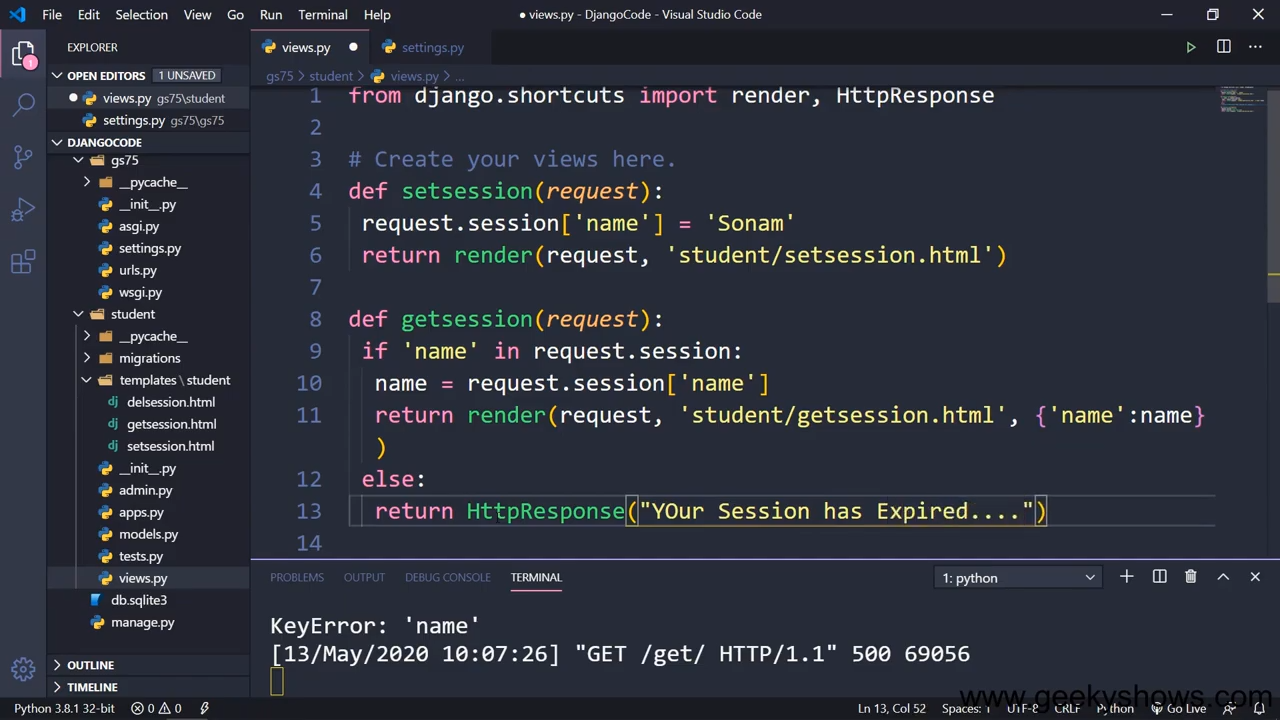 File Edit Selection View Go Run Terminal Help
● views.py - DjangoCode - Visual Studio Code
EXPLORER
OPEN EDITORS 1 UNSAVED
views.py gs75\student
settings.py gs75\gs75
DJANGOCODE
gs75
__pycache__
__init__.py
asgi.py
settings.py
urls.py
wsgi.py
student
__pycache__
migrations
templates \ student
delsession.html
getsession.html
setsession.html
__init__.py
admin.py
apps.py
models.py
tests.py
views.py
db.sqlite3
manage.py
OUTLINE
TIMELINE
1
views.py
settings.py
gs75 > student > views.py > ...
1 from django.shortcuts import render, HttpResponse
2
3 # Create your views here.
4 def setsession(request):
5 request.session['name'] = 'Sonam'
6 return render(request, 'student/setsession.html')
7
8 def getsession(request):
9 if 'name' in request.session:
10 name = request.session['name']
11 return render(request, 'student/getsession.html', {'name':name}
)
12 else:
13 return HttpResponse("YOur Session has Expired....")
14
PROBLEMS OUTPUT DEBUG CONSOLE TERMINAL 1: python
KeyError: 'name'
[13/May/2020 10:07:26] "GET /get/ HTTP/1.1" 500 69056
www.geekyshows.com
Python 3.8.1 32-bit 0 0 Ln 13, Col 52 Spaces: 1 UTF-8 CRLF Python Go Live